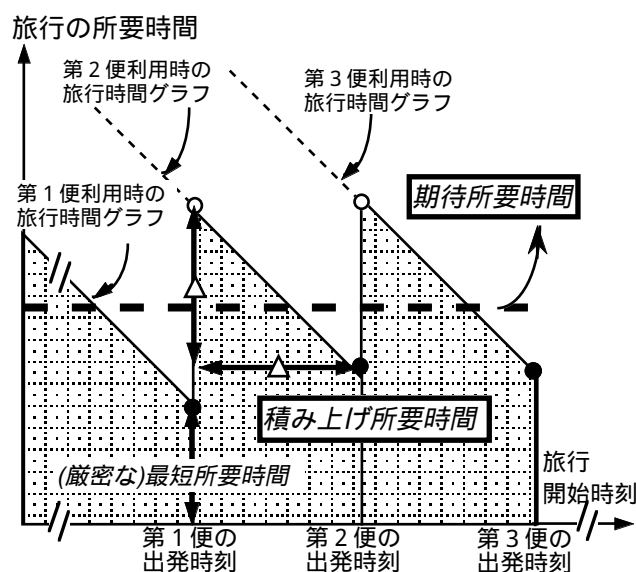 旅行の所要時間
第２便利用時の
旅行時間グラフ
第３便利用時の
旅行時間グラフ
第１便利用時の
旅行時間グラフ
期待所要時間
積み上げ所要時間
(厳密な)最短所要時間
旅行
開始時刻
第１便の
出発時刻
第２便の
出発時刻
第３便の
出発時刻